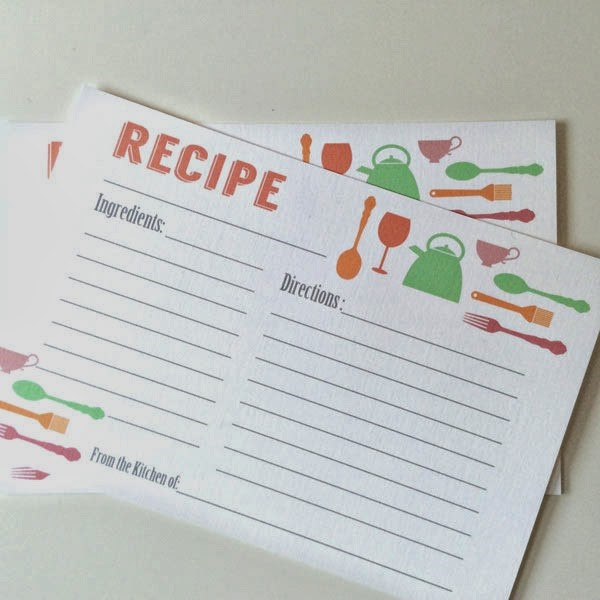 RECIPE
Ingredients:
Directions:
From the Kitchen of: